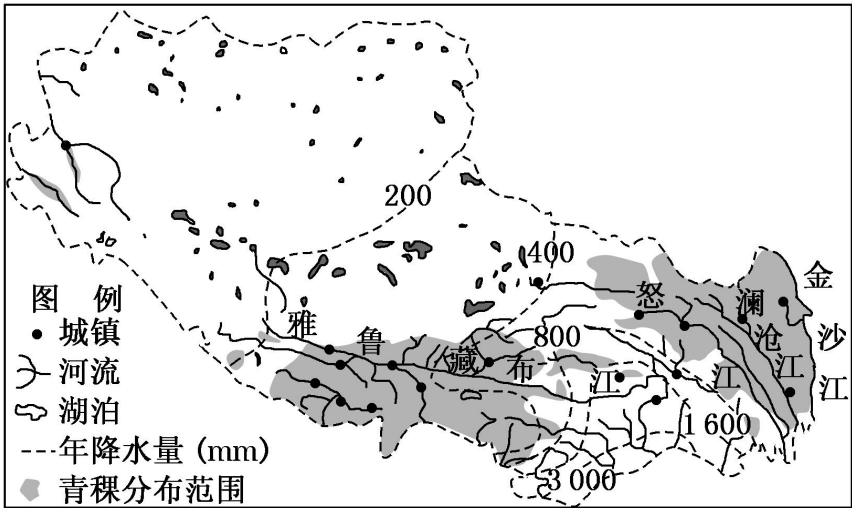 200
400
800
1 600
3 000
雅鲁藏布江
怒江
澜沧江
金沙江
图 例
城镇
河流
湖泊
年降水量 (mm)
青稞分布范围